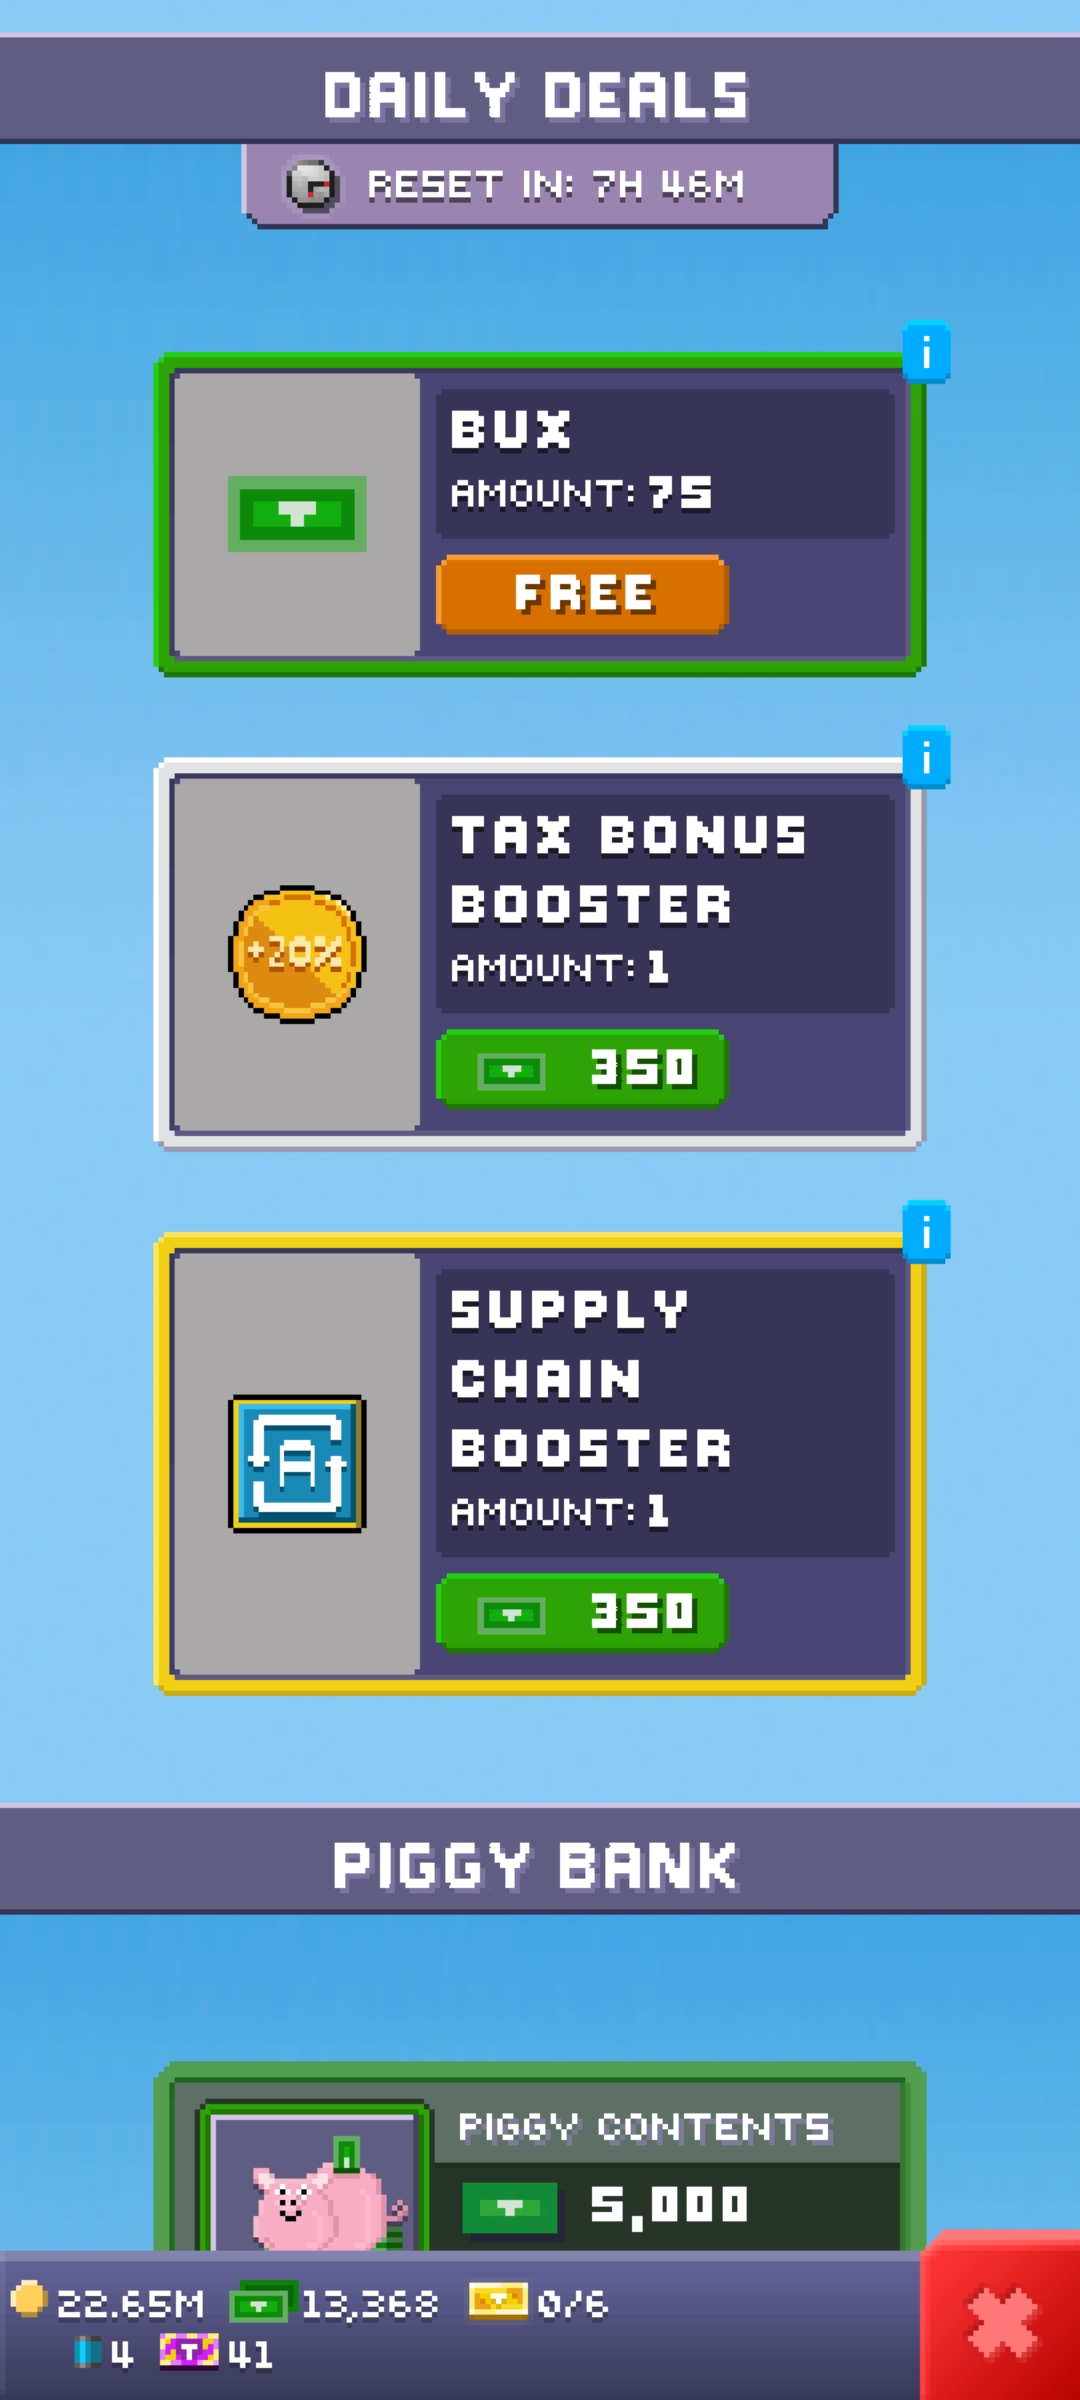 DAILY DEALS
RESET IN: 7H 46M
i
BUX
AMOUNT: 75
FREE
i
TAX BONUS
BOOSTER
AMOUNT: 1
+20%
350
i
SUPPLY
CHAIN
BOOSTER
AMOUNT: 1
A
350
PIGGY BANK
PIGGY CONTENTS
5,000
22.65M 13,368 0/6
4 41